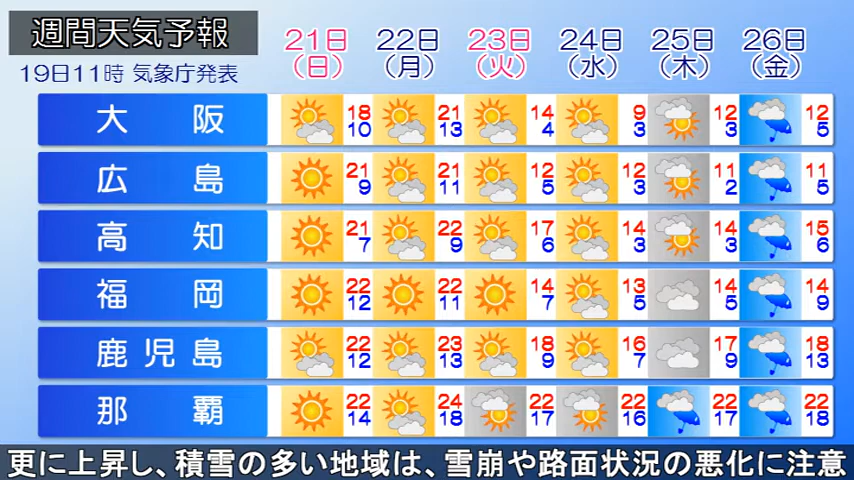 週間天気予報
19日11時 気象庁発表
21日 22日 23日 24日 25日 26日
(日) (月) (火) (水) (木) (金)
大阪 18 10 21 13 14 4 9 3 12 3 12 5
広島 21 9 21 11 12 5 12 3 11 2 11 5
高知 21 7 22 9 17 6 14 3 14 3 15 6
福岡 22 12 22 11 14 7 13 5 14 5 14 9
鹿児島 22 12 23 13 18 9 16 7 17 9 18 13
那覇 22 14 24 18 22 17 22 16 22 17 22 18
更に上昇し、積雪の多い地域は、雪崩や路面状況の悪化に注意